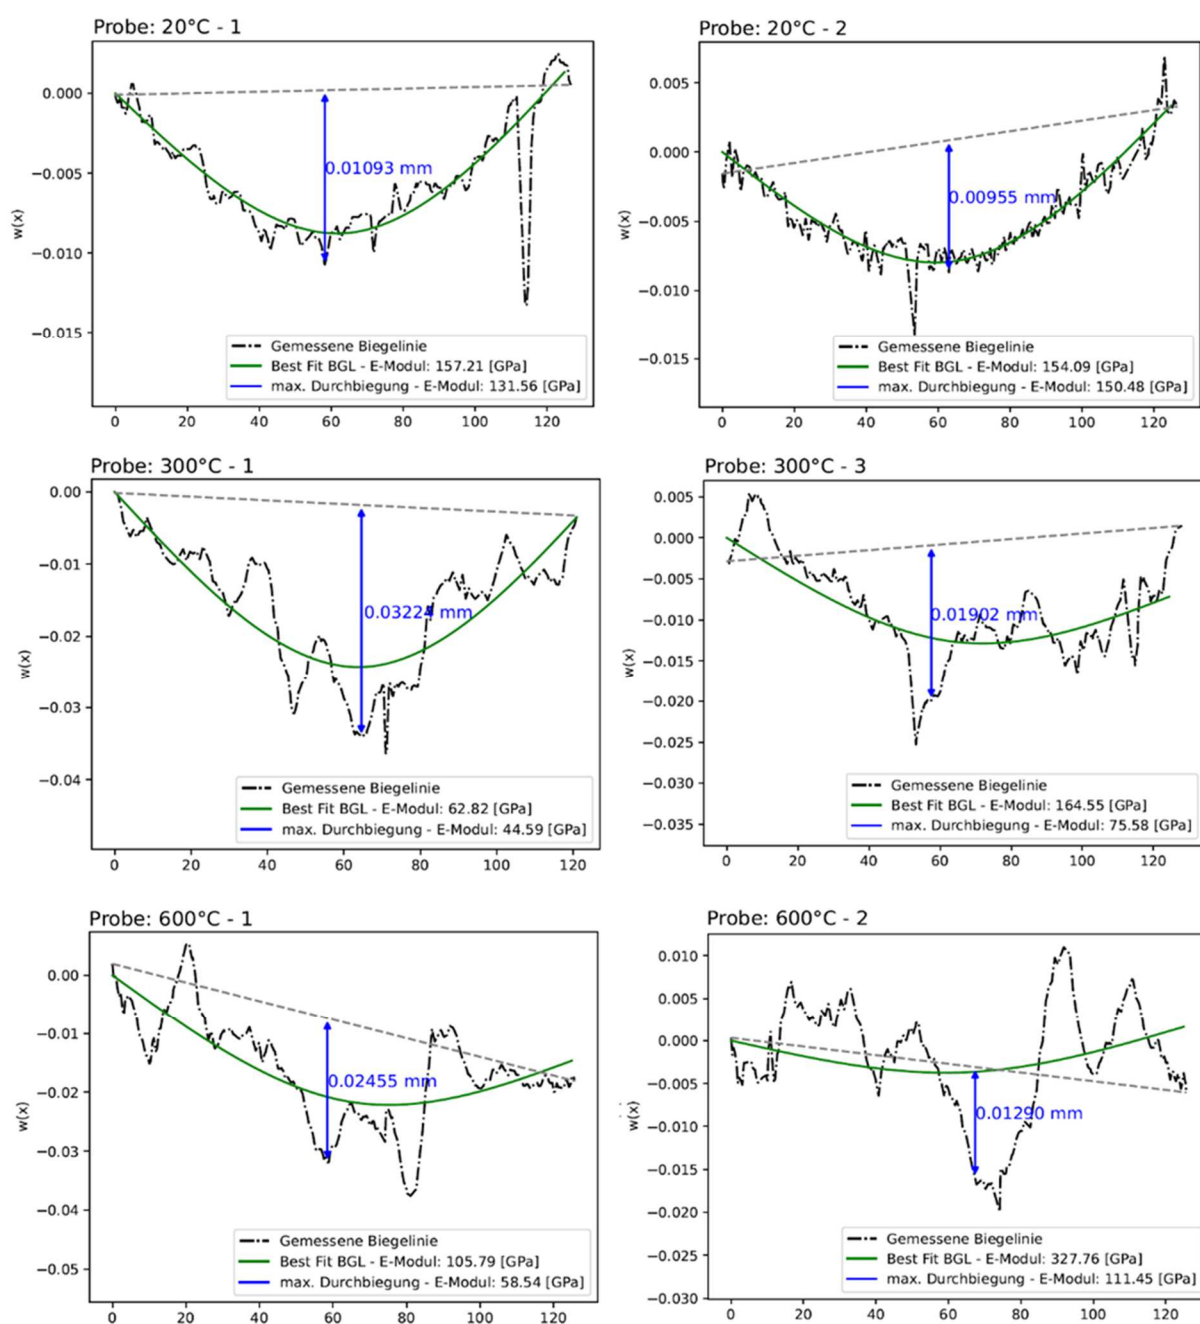 Probe: 20°C - 1
0.000
−0.005
−0.010
−0.015
w(x)
0.01093 mm
Gemessene Biegelinie
Best Fit BGL - E-Modul: 157.21 [GPa]
max. Durchbiegung - E-Modul: 131.56 [GPa]
0 20 40 60 80 100 120
Probe: 20°C - 2
0.005
0.000
−0.005
−0.010
−0.015
w(x)
0.00955 mm
Gemessene Biegelinie
Best Fit BGL - E-Modul: 154.09 [GPa]
max. Durchbiegung - E-Modul: 150.48 [GPa]
0 20 40 60 80 100 120
Probe: 300°C - 1
0.00
−0.01
−0.02
−0.03
−0.04
w(x)
0.03224 mm
Gemessene Biegelinie
Best Fit BGL - E-Modul: 62.82 [GPa]
max. Durchbiegung - E-Modul: 44.59 [GPa]
0 20 40 60 80 100 120
Probe: 300°C - 3
0.005
0.000
−0.005
−0.010
−0.015
−0.020
−0.025
−0.030
−0.035
w(x)
0.01902 mm
Gemessene Biegelinie
Best Fit BGL - E-Modul: 164.55 [GPa]
max. Durchbiegung - E-Modul: 75.58 [GPa]
0 20 40 60 80 100 120
Probe: 600°C - 1
0.00
−0.01
−0.02
−0.03
−0.04
−0.05
w(x)
0.02455 mm
Gemessene Biegelinie
Best Fit BGL - E-Modul: 105.79 [GPa]
max. Durchbiegung - E-Modul: 58.54 [GPa]
0 20 40 60 80 100 120
Probe: 600°C - 2
0.010
0.005
0.000
−0.005
−0.010
−0.015
−0.020
−0.025
−0.030
w(x)
0.01290 mm
Gemessene Biegelinie
Best Fit BGL - E-Modul: 327.76 [GPa]
max. Durchbiegung - E-Modul: 111.45 [GPa]
0 20 40 60 80 100 120